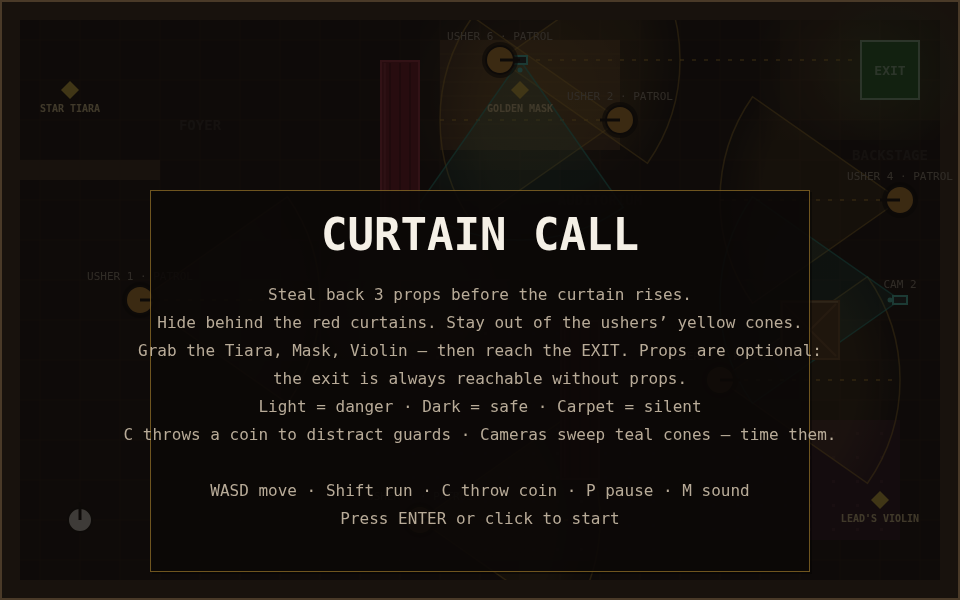 USHER 6 · PATROL
EXIT
STAR TIARA
GOLDEN MASK
USHER 2 · PATROL
FOYER
BACKSTAGE
USHER 4 · PATROL
CURTAIN CALL
USHER 1 · PATROL
CAM 2
Steal back 3 props before the curtain rises.
Hide behind the red curtains. Stay out of the ushers’ yellow cones.
Grab the Tiara, Mask, Violin — then reach the EXIT. Props are optional:
the exit is always reachable without props.
Light = danger · Dark = safe · Carpet = silent
C throws a coin to distract guards · Cameras sweep teal cones — time them.
WASD move · Shift run · C throw coin · P pause · M sound
Press ENTER or click to start
LEAD'S VIOLIN